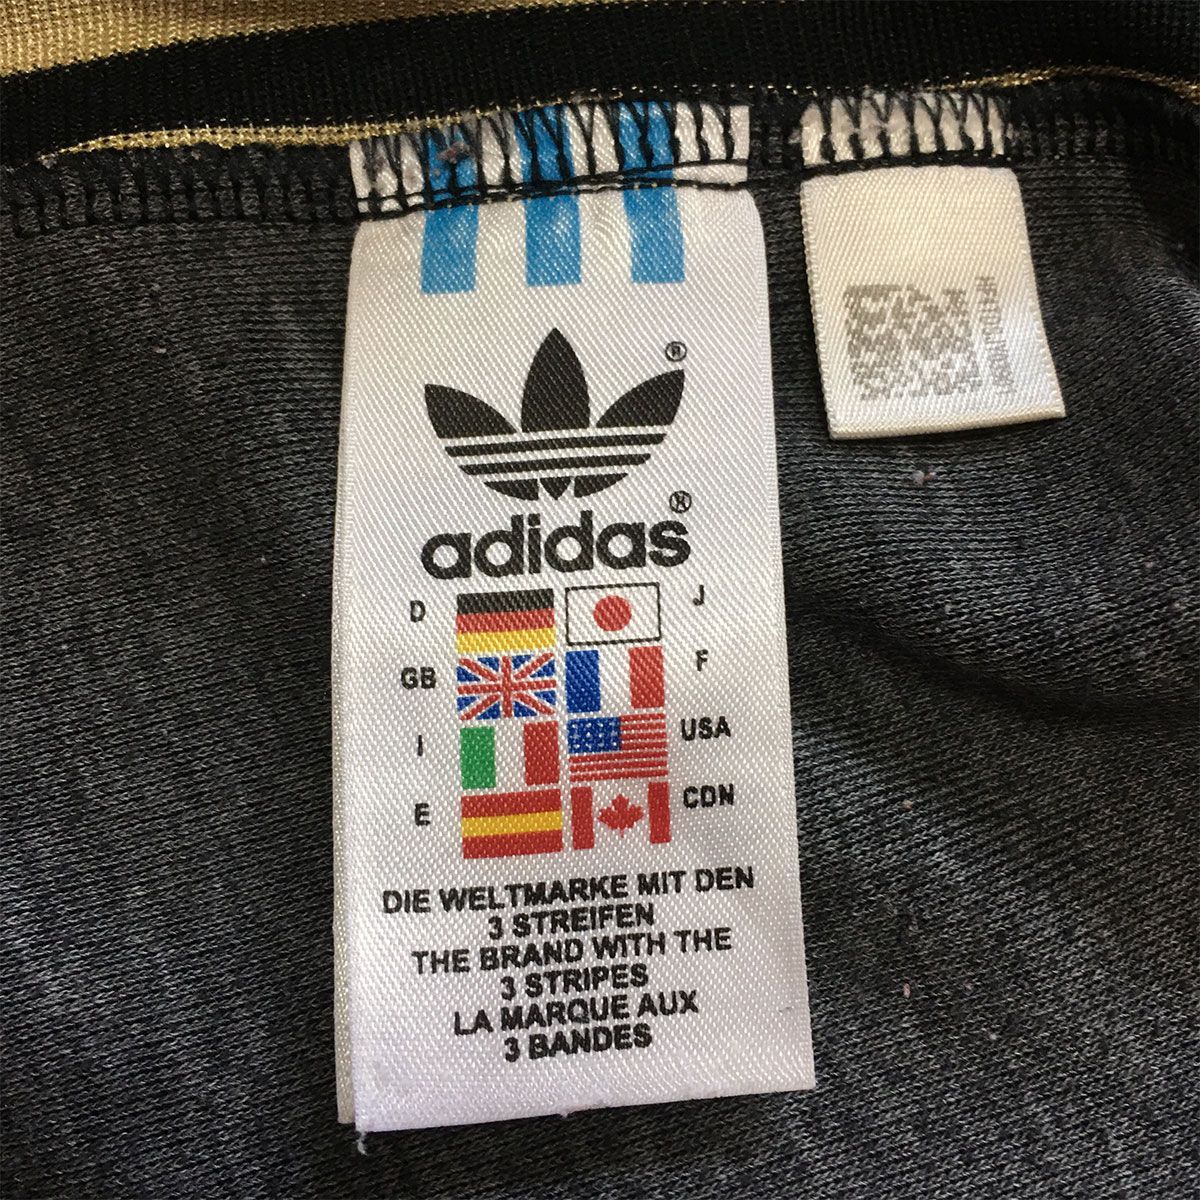 ®
adidas®
D J
GB F
I USA
E CDN
DIE WELTMARKE MIT DEN
3 STREIFEN
THE BRAND WITH THE
3 STRIPES
LA MARQUE AUX
3 BANDES